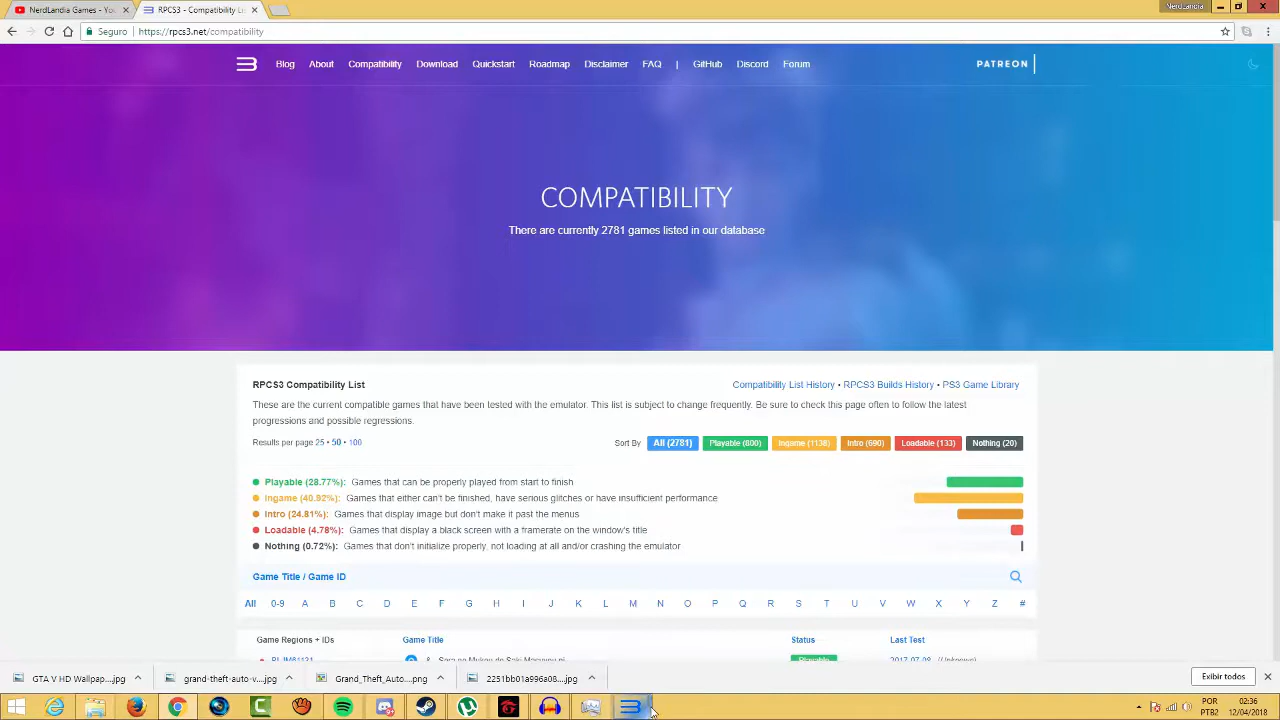 NerdLandia Games - Yo
RPCS3 - Compatibility Lis
NerdLandia
Seguro
https://rpcs3.net/compatibility
Blog About Compatibility Download Quickstart Roadmap Disclaimer FAQ | GitHub Discord Forum
PATREON
COMPATIBILITY
There are currently 2781 games listed in our database
RPCS3 Compatibility List
Compatibility List History • RPCS3 Builds History • PS3 Game Library
These are the current compatible games that have been tested with the emulator. This list is subject to change frequently. Be sure to check this page often to follow the latest
progressions and possible regressions.
Results per page 25 • 50 • 100
Sort By All (2781) Playable (800) Ingame (1138) Intro (690) Loadable (133) Nothing (20)
Playable (28.77%): Games that can be properly played from start to finish
Ingame (40.92%): Games that either can't be finished, have serious glitches or have insufficient performance
Intro (24.81%): Games that display image but don't make it past the menus
Loadable (4.78%): Games that display a black screen with a framerate on the window's title
Nothing (0.72%): Games that don't initialize properly, not loading at all and/or crashing the emulator
Game Title / Game ID
All 0-9 A B C D E F G H I J K L M N O P Q R S T U V W X Y Z #
Game Regions + IDs Game Title Status Last Test
Playable
GTA V HD Wallpap....jpg
grand-theft-auto-v....jpg
Grand_Theft_Auto....png
2251bb01a996a08....jpg
Exibir todos
POR 02:36
PTB2 12/04/2018